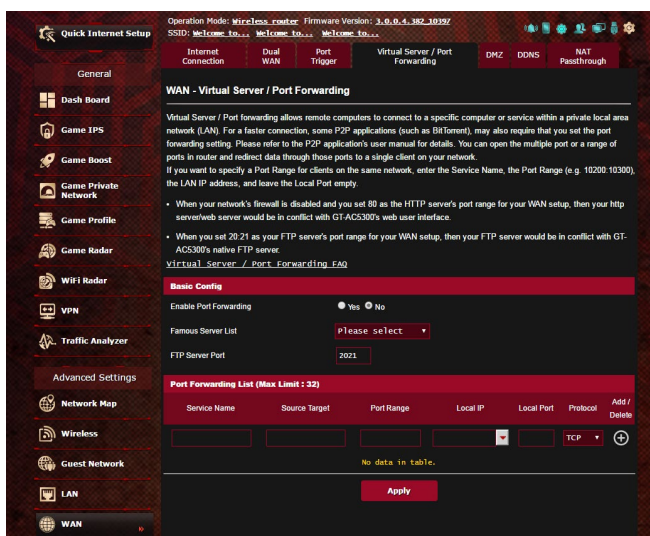 Quick Internet Setup
Operation Mode: Wireless router Firmware Version: 3.0.0.4.382_10397
SSID: Welcome to... Welcome to... Welcome to...
Internet Connection
Dual WAN
Port Trigger
Virtual Server / Port Forwarding
DMZ
DDNS
NAT Passthrough
General
Dash Board
Game IPS
Game Boost
Game Private Network
Game Profile
Game Radar
WiFi Radar
VPN
Traffic Analyzer
Advanced Settings
Network Map
Wireless
Guest Network
LAN
WAN
WAN - Virtual Server / Port Forwarding
Virtual Server / Port forwarding allows remote computers to connect to a specific computer or service within a private local area
network (LAN). For a faster connection, some P2P applications (such as BitTorrent), may also require that you set the port
forwarding setting. Please refer to the P2P application's user manual for details. You can open the multiple port or a range of
ports in router and redirect data through those ports to a single client on your network.
If you want to specify a Port Range for clients on the same network, enter the Service Name, the Port Range (e.g. 10200:10300),
the LAN IP address, and leave the Local Port empty.
• When your network's firewall is disabled and you set 80 as the HTTP server's port range for your WAN setup, then your http
server/web server would be in conflict with GT-AC5300's web user interface.
• When you set 20:21 as your FTP server's port range for your WAN setup, then your FTP server would be in conflict with GT-
AC5300's native FTP server.
Virtual Server / Port Forwarding FAQ
Basic Config
Enable Port Forwarding Yes No
Famous Server List Please select
FTP Server Port 2021
Port Forwarding List (Max Limit : 32)
Service Name Source Target Port Range Local IP Local Port Protocol Add / Delete
TCP
No data in table.
Apply